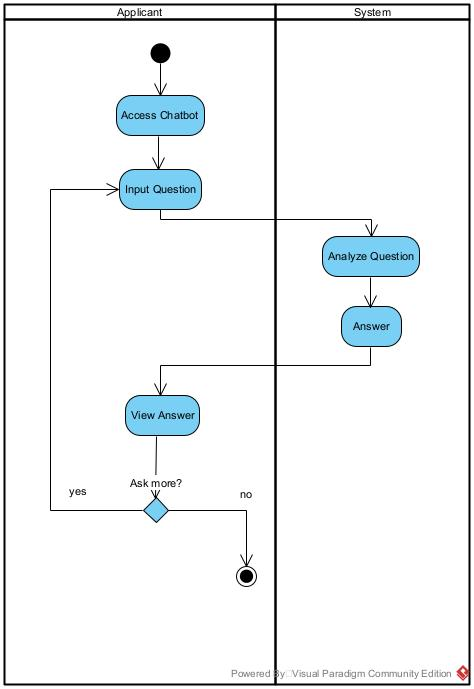 Applicant
System
Access Chatbot
Input Question
Analyze Question
Answer
View Answer
Ask more?
yes
no
Powered By Visual Paradigm Community Edition